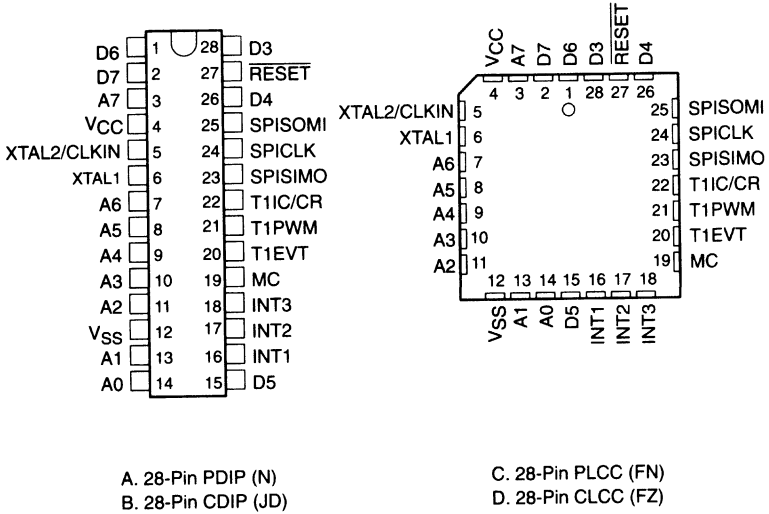 D6 1 28 D3
D7 2 27 RESET
A7 3 26 D4
VCC 4 25 SPISOMI
XTAL2/CLKIN 5 24 SPICLK
XTAL1 6 23 SPISIMO
A6 7 22 T1IC/CR
A5 8 21 T1PWM
A4 9 20 T1EVT
A3 10 19 MC
A2 11 18 INT3
VSS 12 17 INT2
A1 13 16 INT1
A0 14 15 D5
A. 28-Pin PDIP (N)
B. 28-Pin CDIP (JD)
VCC A7 D7 D6 D3 RESET D4
4 3 2 1 28 27 26
XTAL2/CLKIN 5 25 SPISOMI
XTAL1 6 24 SPICLK
A6 7 23 SPISIMO
A5 8 22 T1IC/CR
A4 9 21 T1PWM
A3 10 20 T1EVT
A2 11 19 MC
12 13 14 15 16 17 18
VSS A1 A0 D5 INT1 INT2 INT3
C. 28-Pin PLCC (FN)
D. 28-Pin CLCC (FZ)